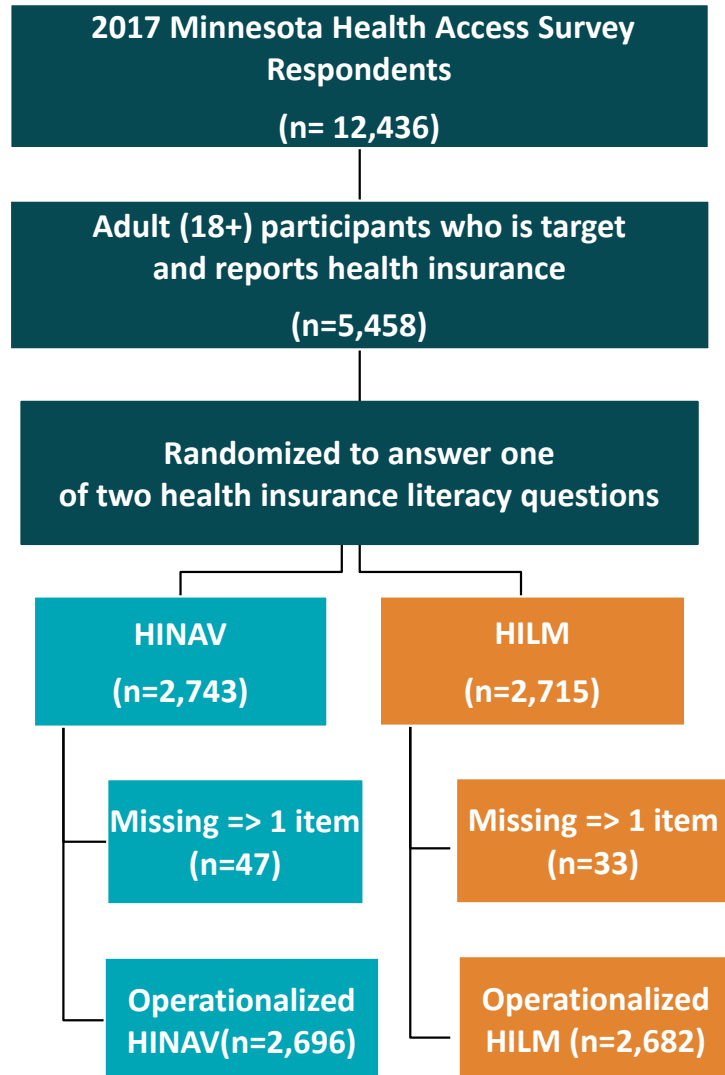 2017 Minnesota Health Access Survey
Respondents
(n= 12,436)
Adult (18+) participants who is target
and reports health insurance
(n=5,458)
Randomized to answer one
of two health insurance literacy questions
HINAV
(n=2,743)
HILM
(n=2,715)
Missing => 1 item
(n=47)
Missing => 1 item
(n=33)
Operationalized
HINAV(n=2,696)
Operationalized
HILM (n=2,682)